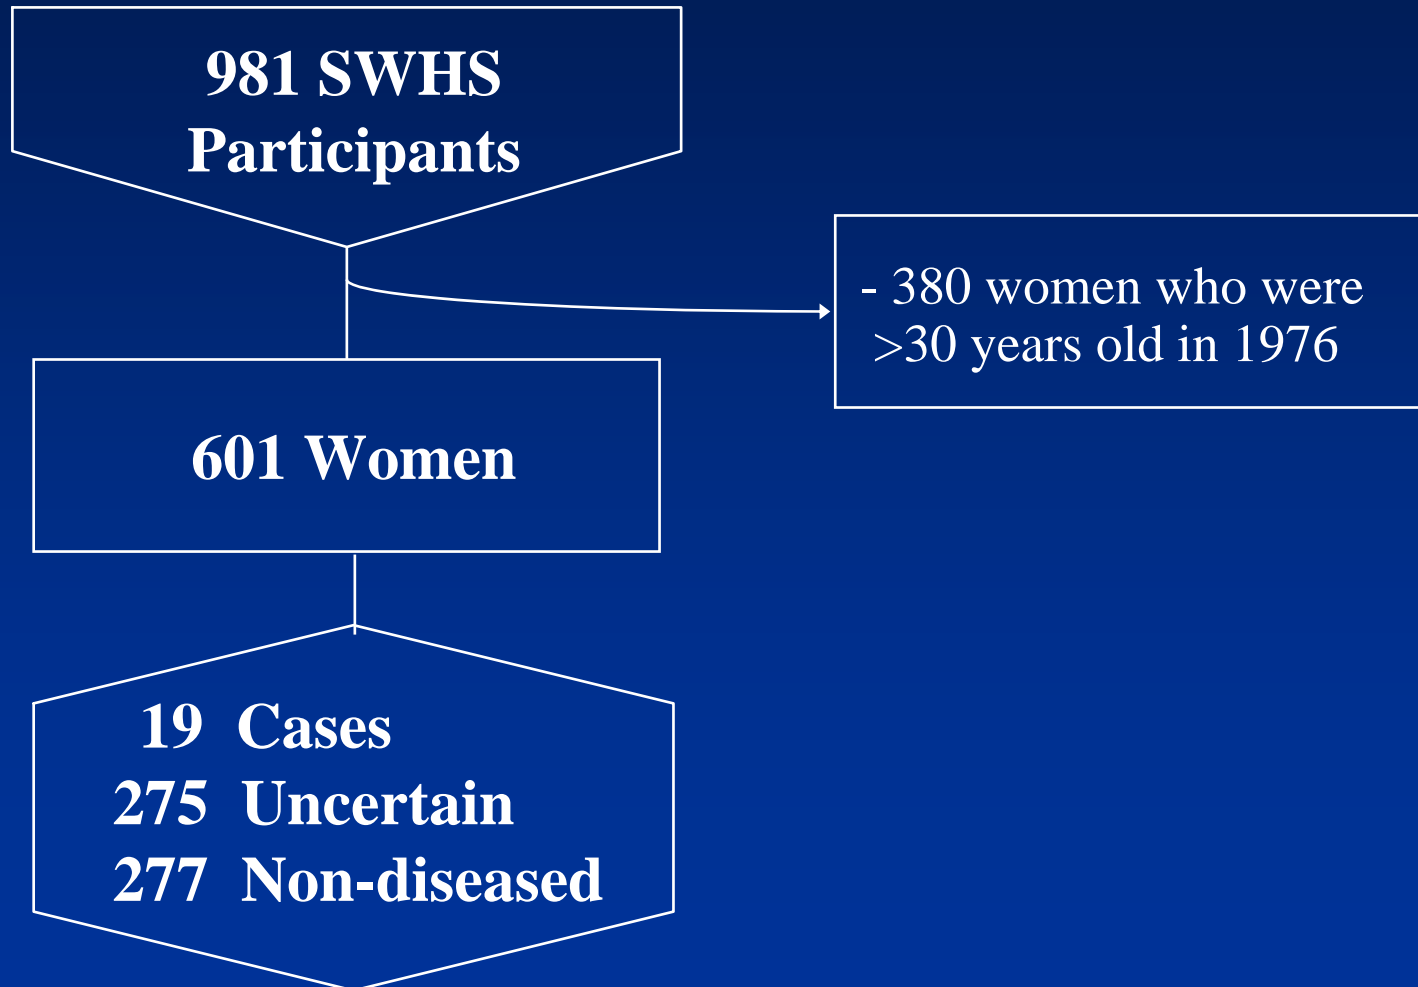 981 SWHS
Participants
- 380 women who were
>30 years old in 1976
601 Women
19 Cases
275 Uncertain
277 Non-diseased